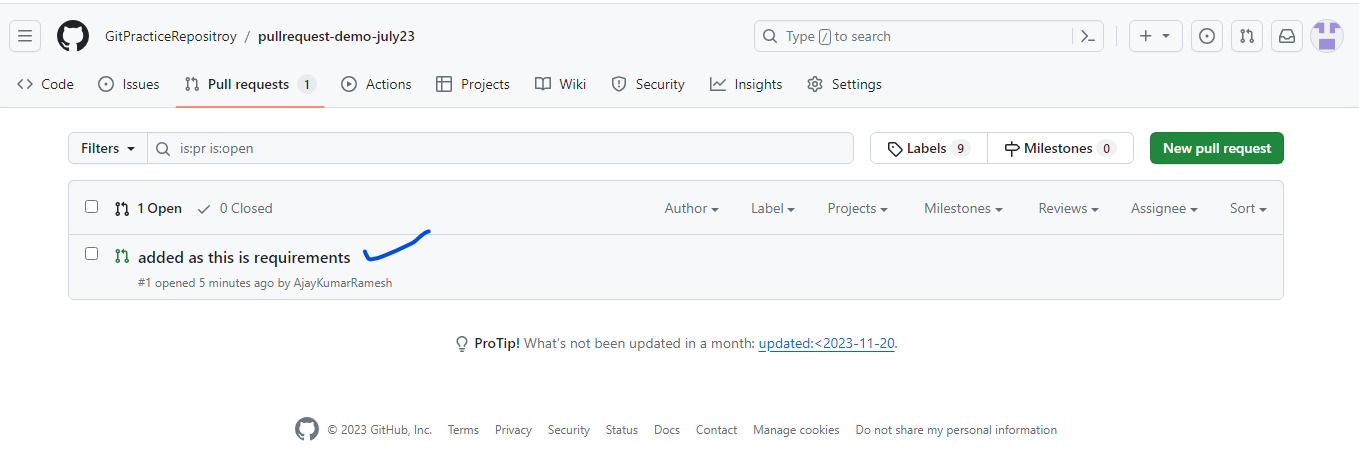 GitPracticeRepositroy / pullrequest-demo-july23 Type / to search
Code Issues Pull requests 1 Actions Projects Wiki Security Insights Settings
Filters is:pr is:open Labels 9 Milestones 0 New pull request
1 Open 0 Closed Author Label Projects Milestones Reviews Assignee Sort
added as this is requirements
#1 opened 5 minutes ago by AjayKumarRamesh
ProTip! What's not been updated in a month: updated:<2023-11-20.
© 2023 GitHub, Inc. Terms Privacy Security Status Docs Contact Manage cookies Do not share my personal information